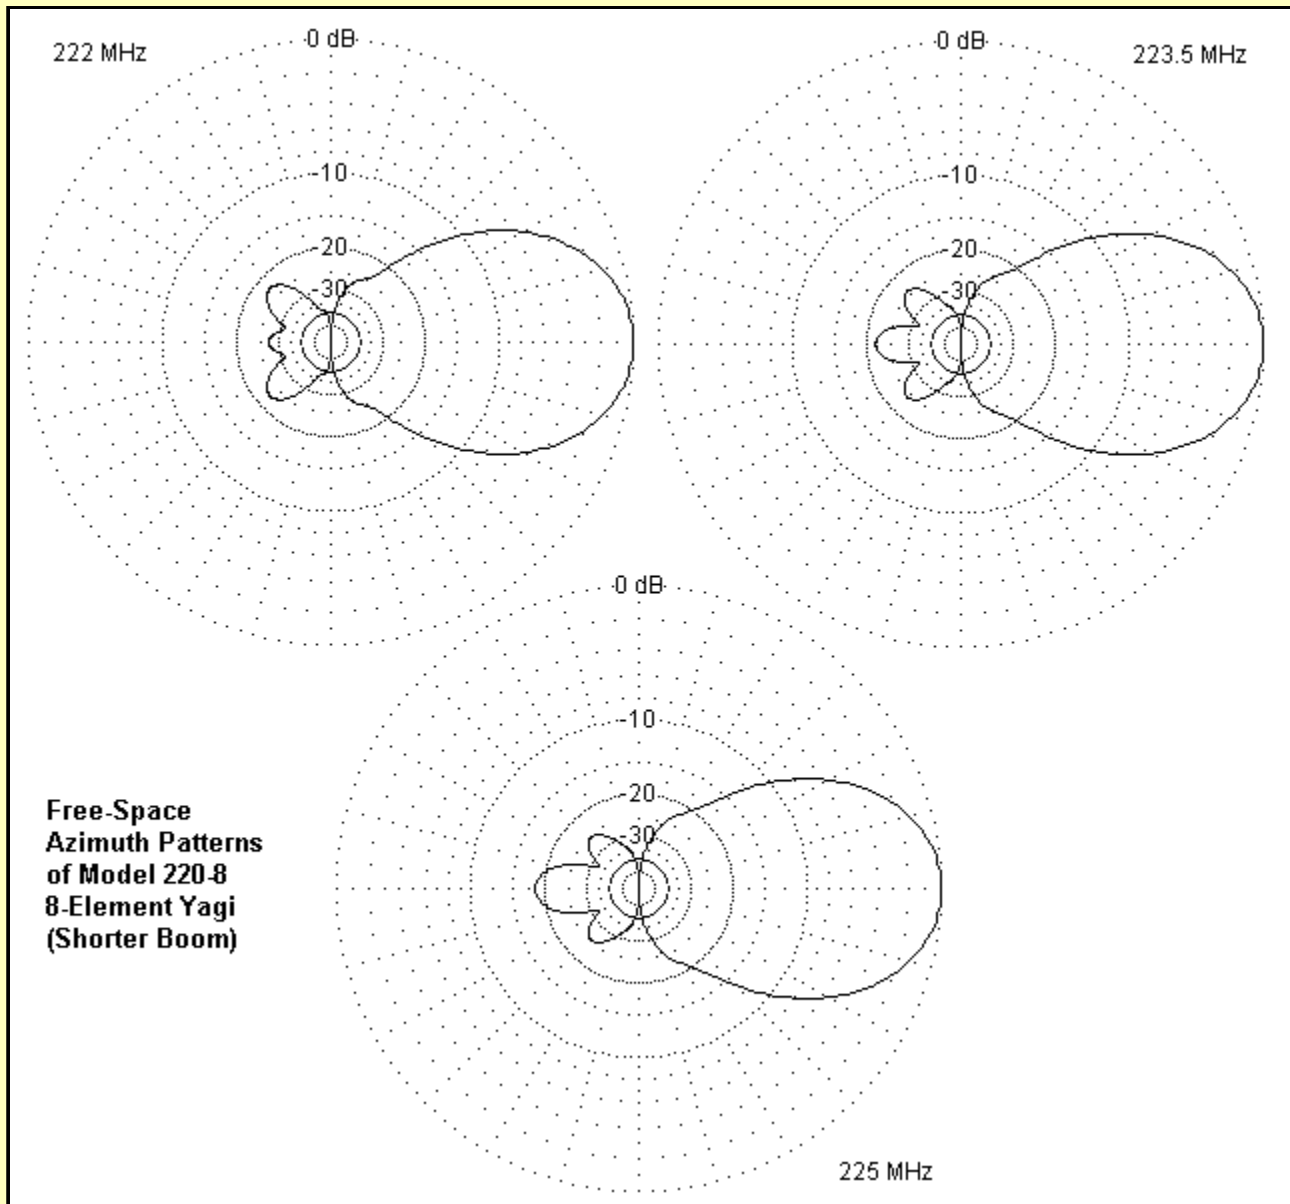 222 MHz
0 dB
-10
-20
-30
223.5 MHz
0 dB
-10
-20
-30
0 dB
-10
-20
-30
225 MHz
Free-Space
Azimuth Patterns
of Model 220-8
8-Element Yagi
(Shorter Boom)